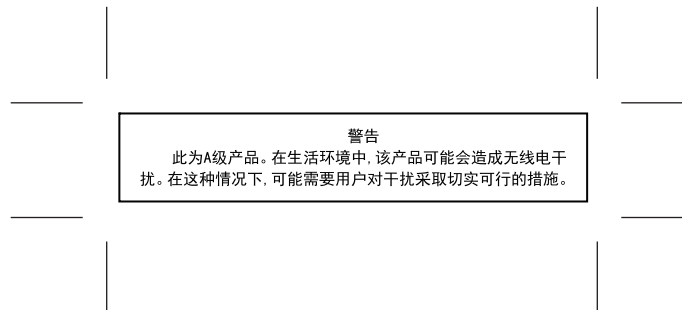 警告
此为A级产品。在生活环境中,该产品可能会造成无线电干
扰。在这种情况下,可能需要用户对干扰采取切实可行的措施。